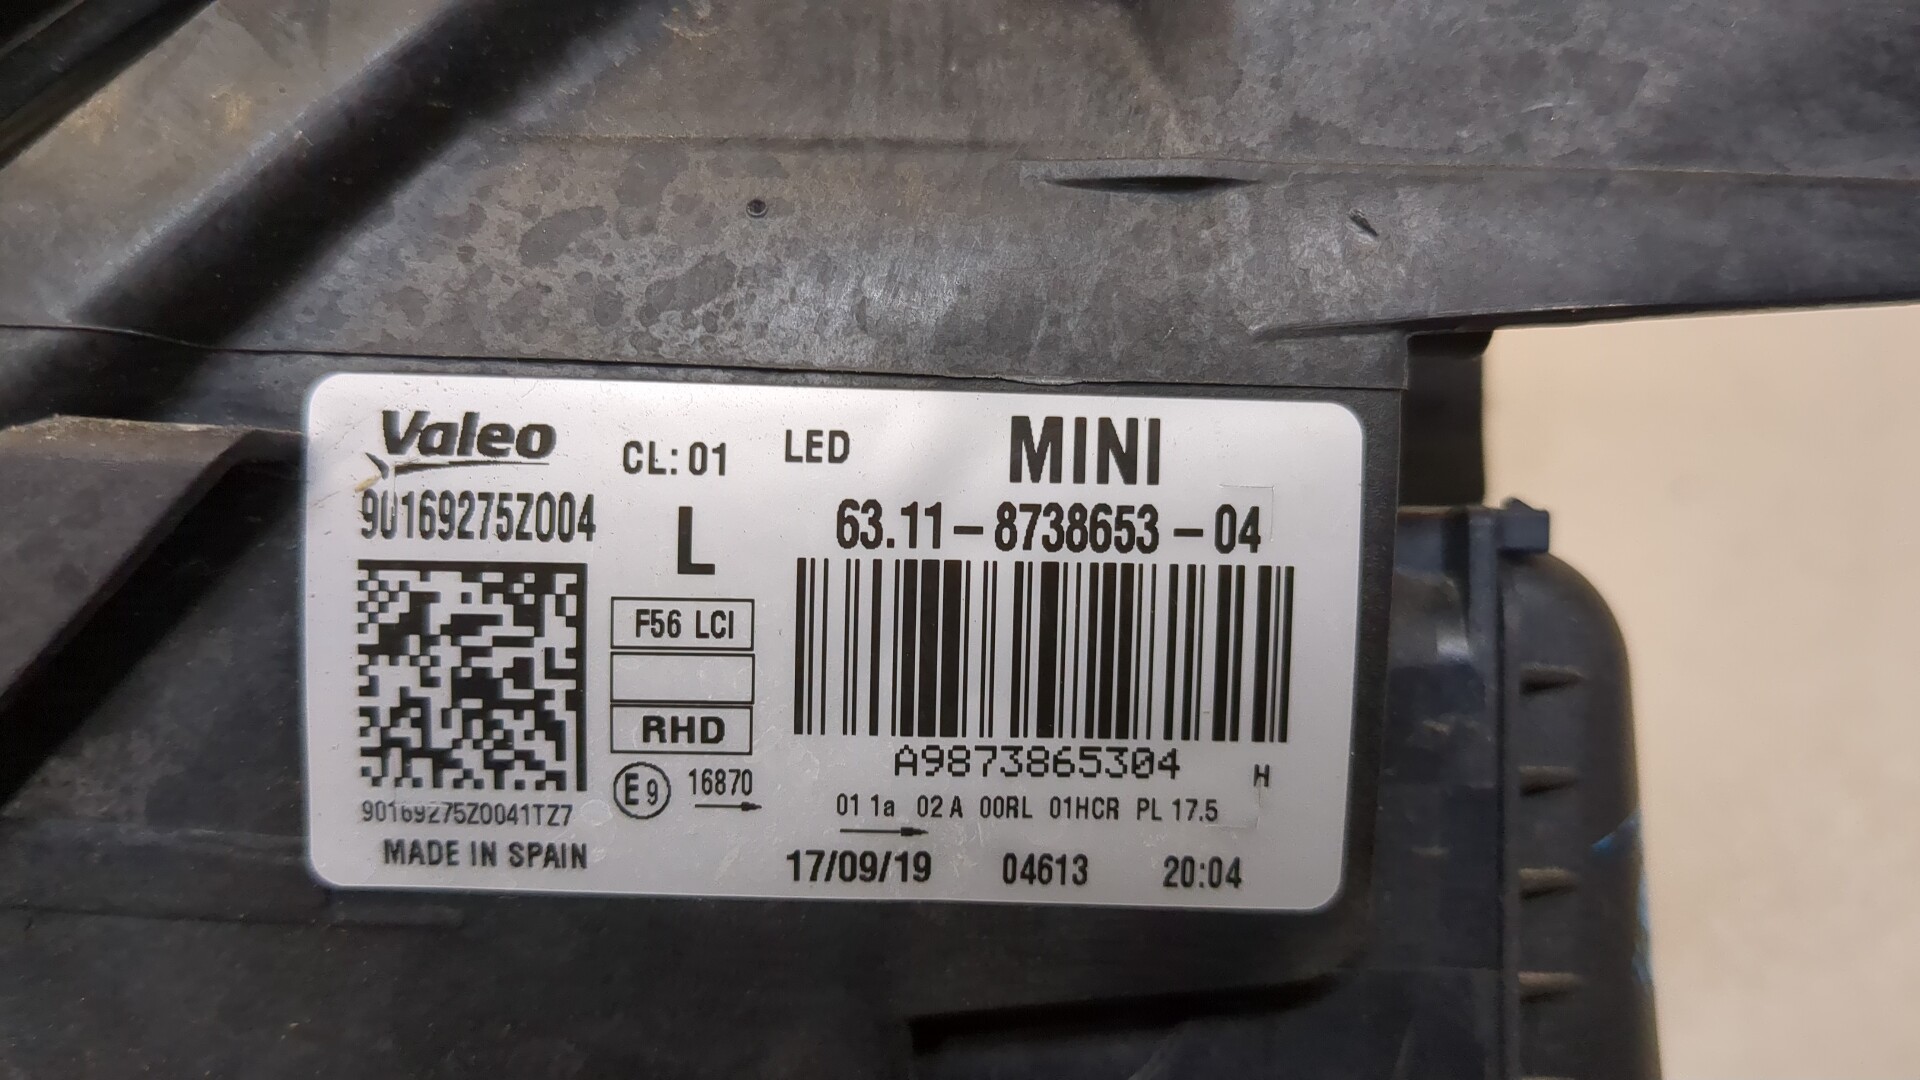 Valeo CL: 01 LED MINI
90169275Z004 L 63.11-8738653-04
F56 LCI
RHD
A9873865304 H
E9 16870
01 1a 02 A 00RL 01HCR PL 17.5
90169275Z0041TZ7
MADE IN SPAIN 17/09/19 04613 20:04